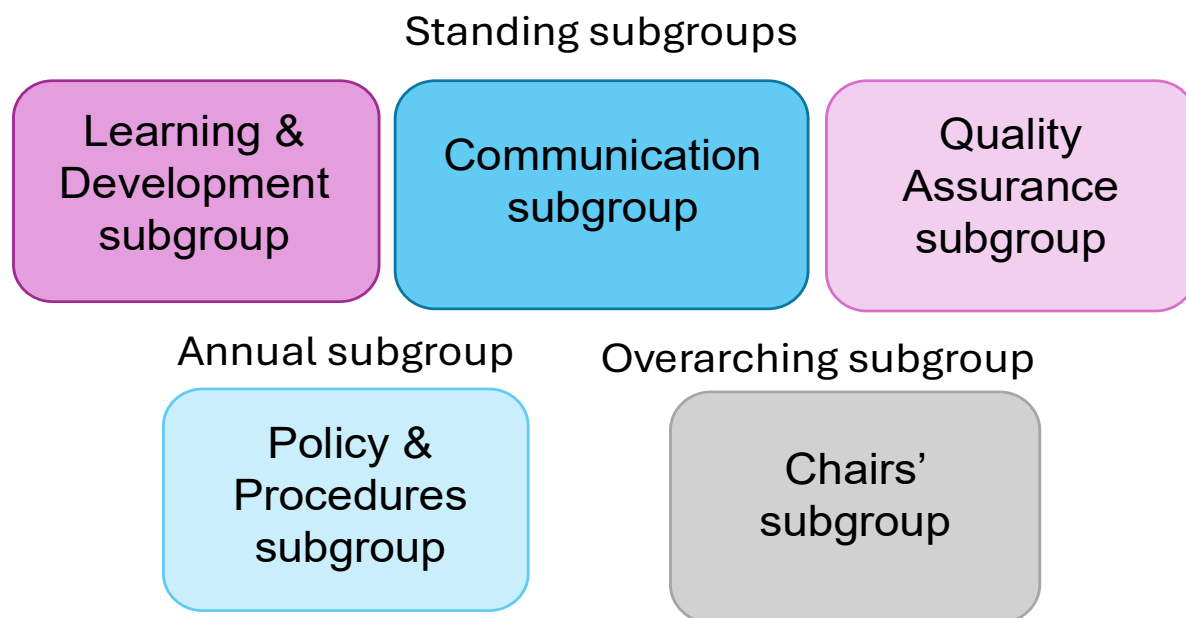 Standing subgroups
Learning &
Development
subgroup
Communication
subgroup
Quality
Assurance
subgroup
Annual subgroup
Policy &
Procedures
subgroup
Overarching subgroup
Chairs’
subgroup